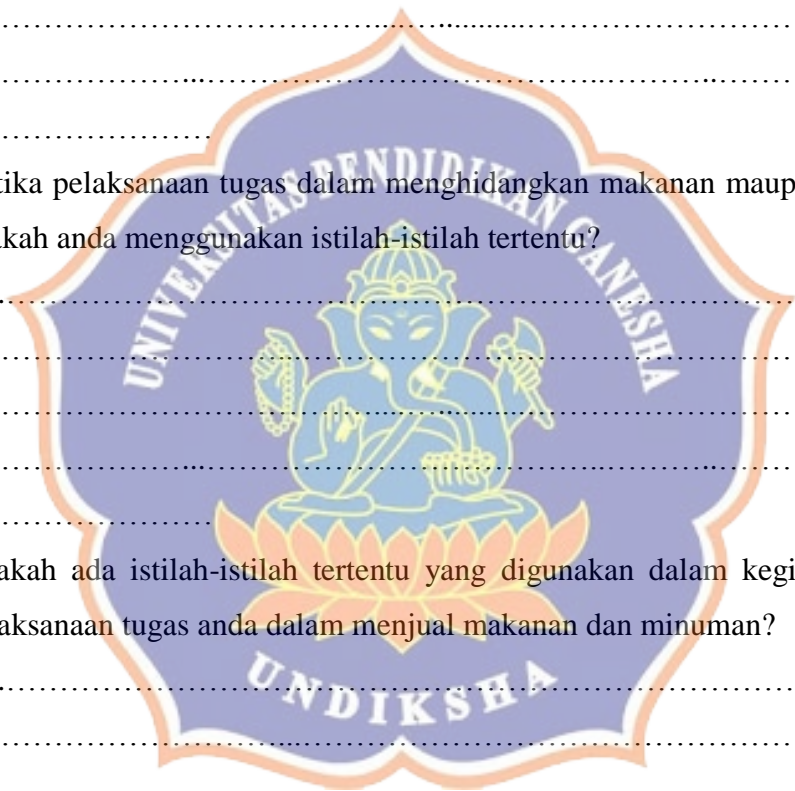 ……………………………………..…..………..........………………………
…………………...……………………………………..………..……
……………………
tika pelaksanaan tugas dalam menghidangkan makanan maup
UNIVERSITAS PENDIDIKAN GANESHA
akah anda menggunakan istilah-istilah tertentu?
.…………………………………………………………………………
……………………………………………………………………………
……………………………………..…..………..........………………………
…………………...……………………………………..………..……
……………………
akah ada istilah-istilah tertentu yang digunakan dalam kegi
aksanaan tugas anda dalam menjual makanan dan minuman?
..…………………………………………………………………………
UNDIKSHA
……………………………...………………………………………………